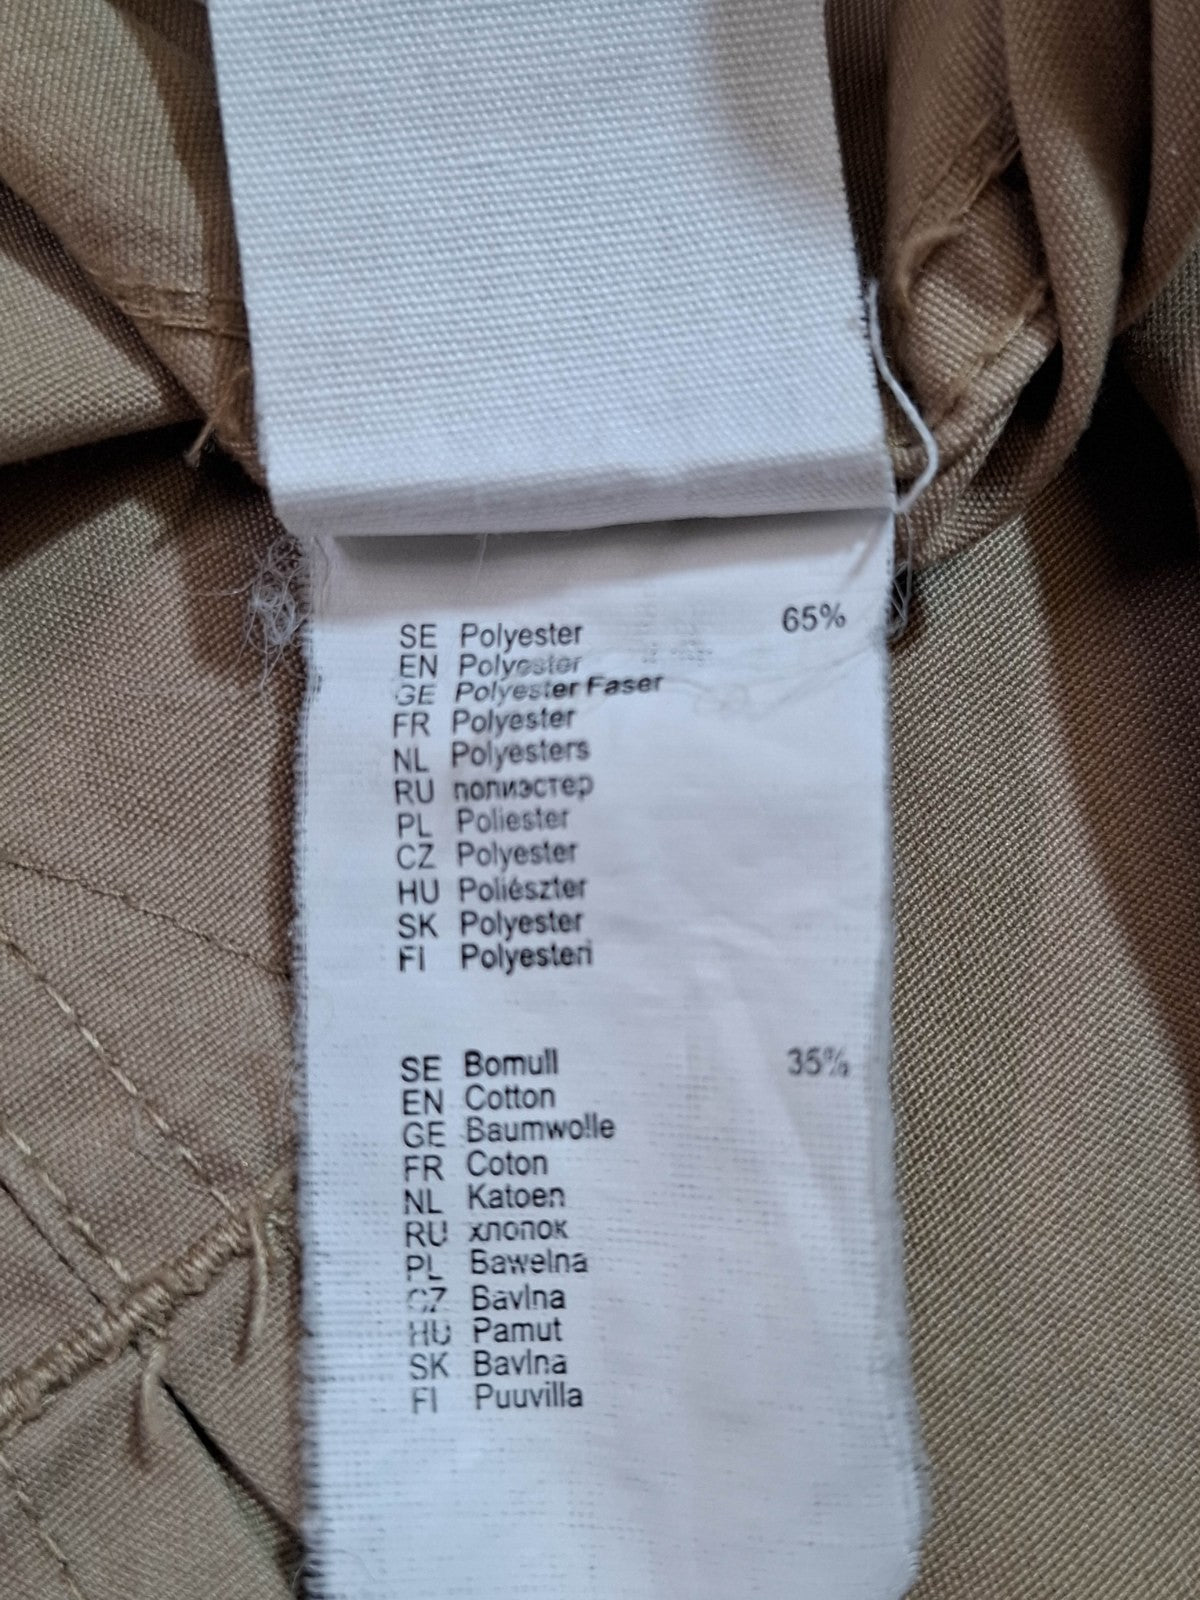 SE Polyester 65%
EN Polyester
GE Polyester Faser
FR Polyester
NL Polyesters
RU полиэстер
PL Poliester
CZ Polyester
HU Poliészter
SK Polyester
FI Polyesteri
SE Bomull 35%
EN Cotton
GE Baumwolle
FR Coton
NL Katoen
RU хлопок
PL Bawelna
CZ Bavlna
HU Pamut
SK Bavlna
FI Puuvilla